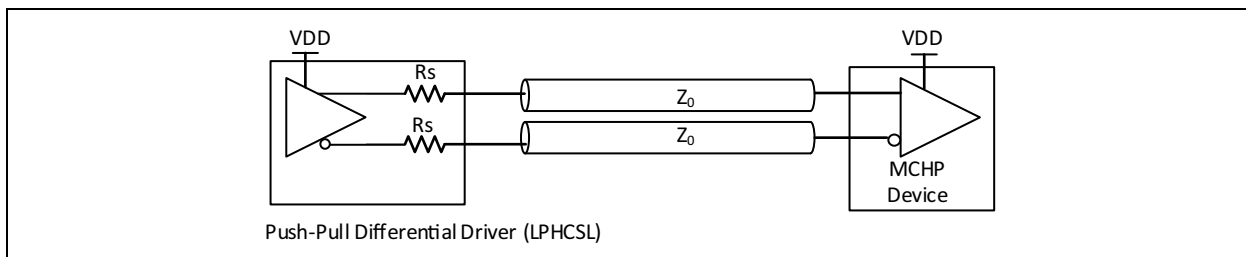 VDD
VDD
Rs
Z₀
Rs
Z₀
MCHP
Device
Push-Pull Differential Driver (LPHCSL)